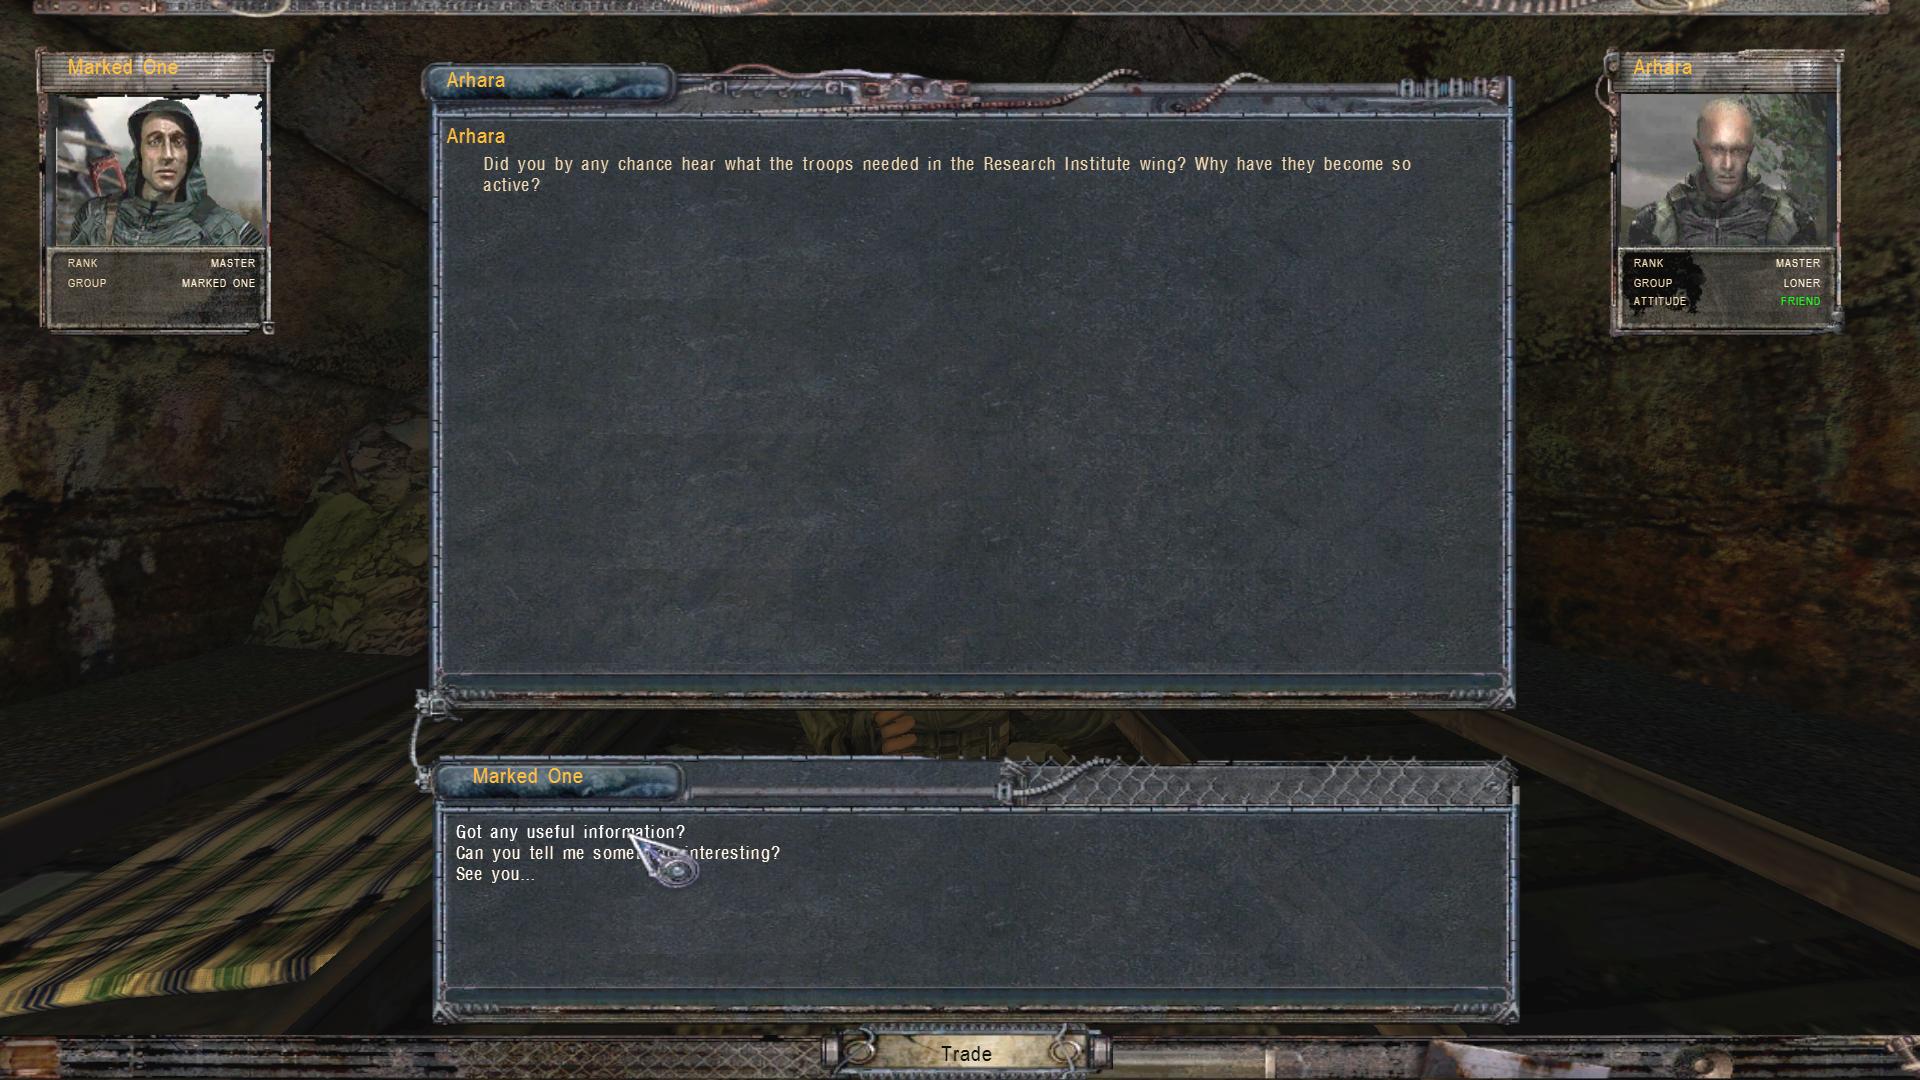 Marked One
RANK MASTER
GROUP MARKED ONE
Arhara
Arhara
Did you by any chance hear what the troops needed in the Research Institute wing? Why have they become so
active?
Arhara
RANK MASTER
GROUP LONER
ATTITUDE FRIEND
Marked One
Got any useful information?
Can you tell me interesting?
See you...
Trade